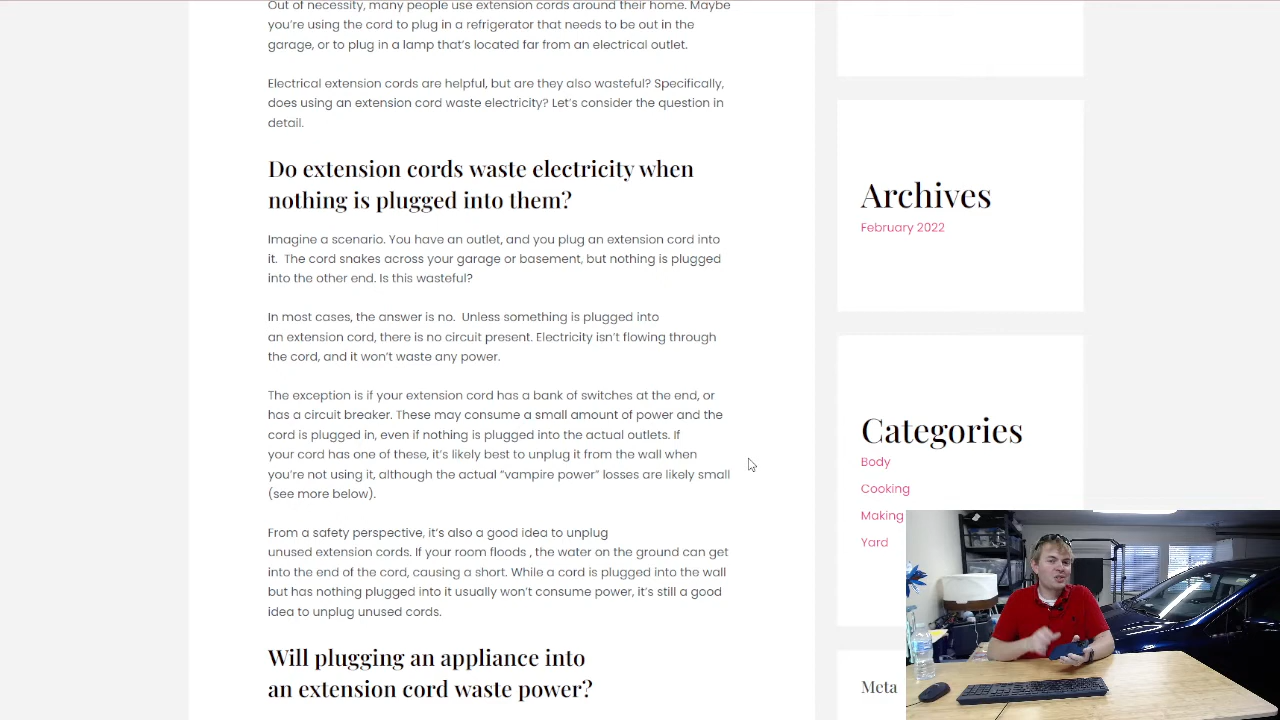 Out of necessity, many people use extension cords around their home. Maybe
you're using the cord to plug in a refrigerator that needs to be out in the
garage, or to plug in a lamp that's located far from an electrical outlet.
Electrical extension cords are helpful, but are they also wasteful? Specifically,
does using an extension cord waste electricity? Let's consider the question in
detail.
Do extension cords waste electricity when
nothing is plugged into them?
Imagine a scenario. You have an outlet, and you plug an extension cord into
it.  The cord snakes across your garage or basement, but nothing is plugged
into the other end. Is this wasteful?
In most cases, the answer is no.  Unless something is plugged into
an extension cord, there is no circuit present. Electricity isn't flowing through
the cord, and it won't waste any power.
The exception is if your extension cord has a bank of switches at the end, or
has a circuit breaker. These may consume a small amount of power and the
cord is plugged in, even if nothing is plugged into the actual outlets. If
your cord has one of these, it's likely best to unplug it from the wall when
you're not using it, although the actual “vampire power” losses are likely small
(see more below).
From a safety perspective, it's also a good idea to unplug
unused extension cords. If your room floods , the water on the ground can get
into the end of the cord, causing a short. While a cord is plugged into the wall
but has nothing plugged into it usually won't consume power, it's still a good
idea to unplug unused cords.
Will plugging an appliance into
an extension cord waste power?
Archives
February 2022
Categories
Body
Cooking
Making
Yard
Meta